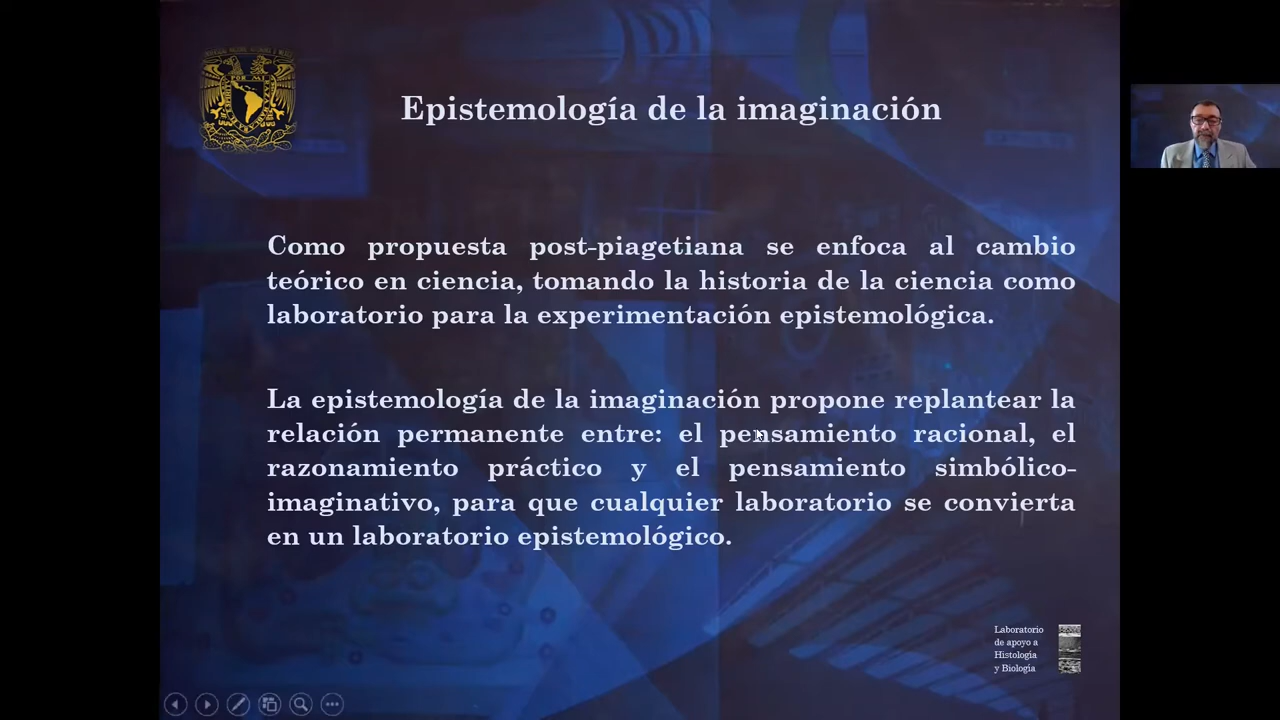 Epistemología de la imaginación
Como propuesta post-piagetiana se enfoca al cambio
teórico en ciencia, tomando la historia de la ciencia como
laboratorio para la experimentación epistemológica.
La epistemología de la imaginación propone replantear la
relación permanente entre: el pensamiento racional, el
razonamiento práctico y el pensamiento simbólico-
imaginativo, para que cualquier laboratorio se convierta
en un laboratorio epistemológico.
Laboratorio
de apoyo a
Histología
y Biología